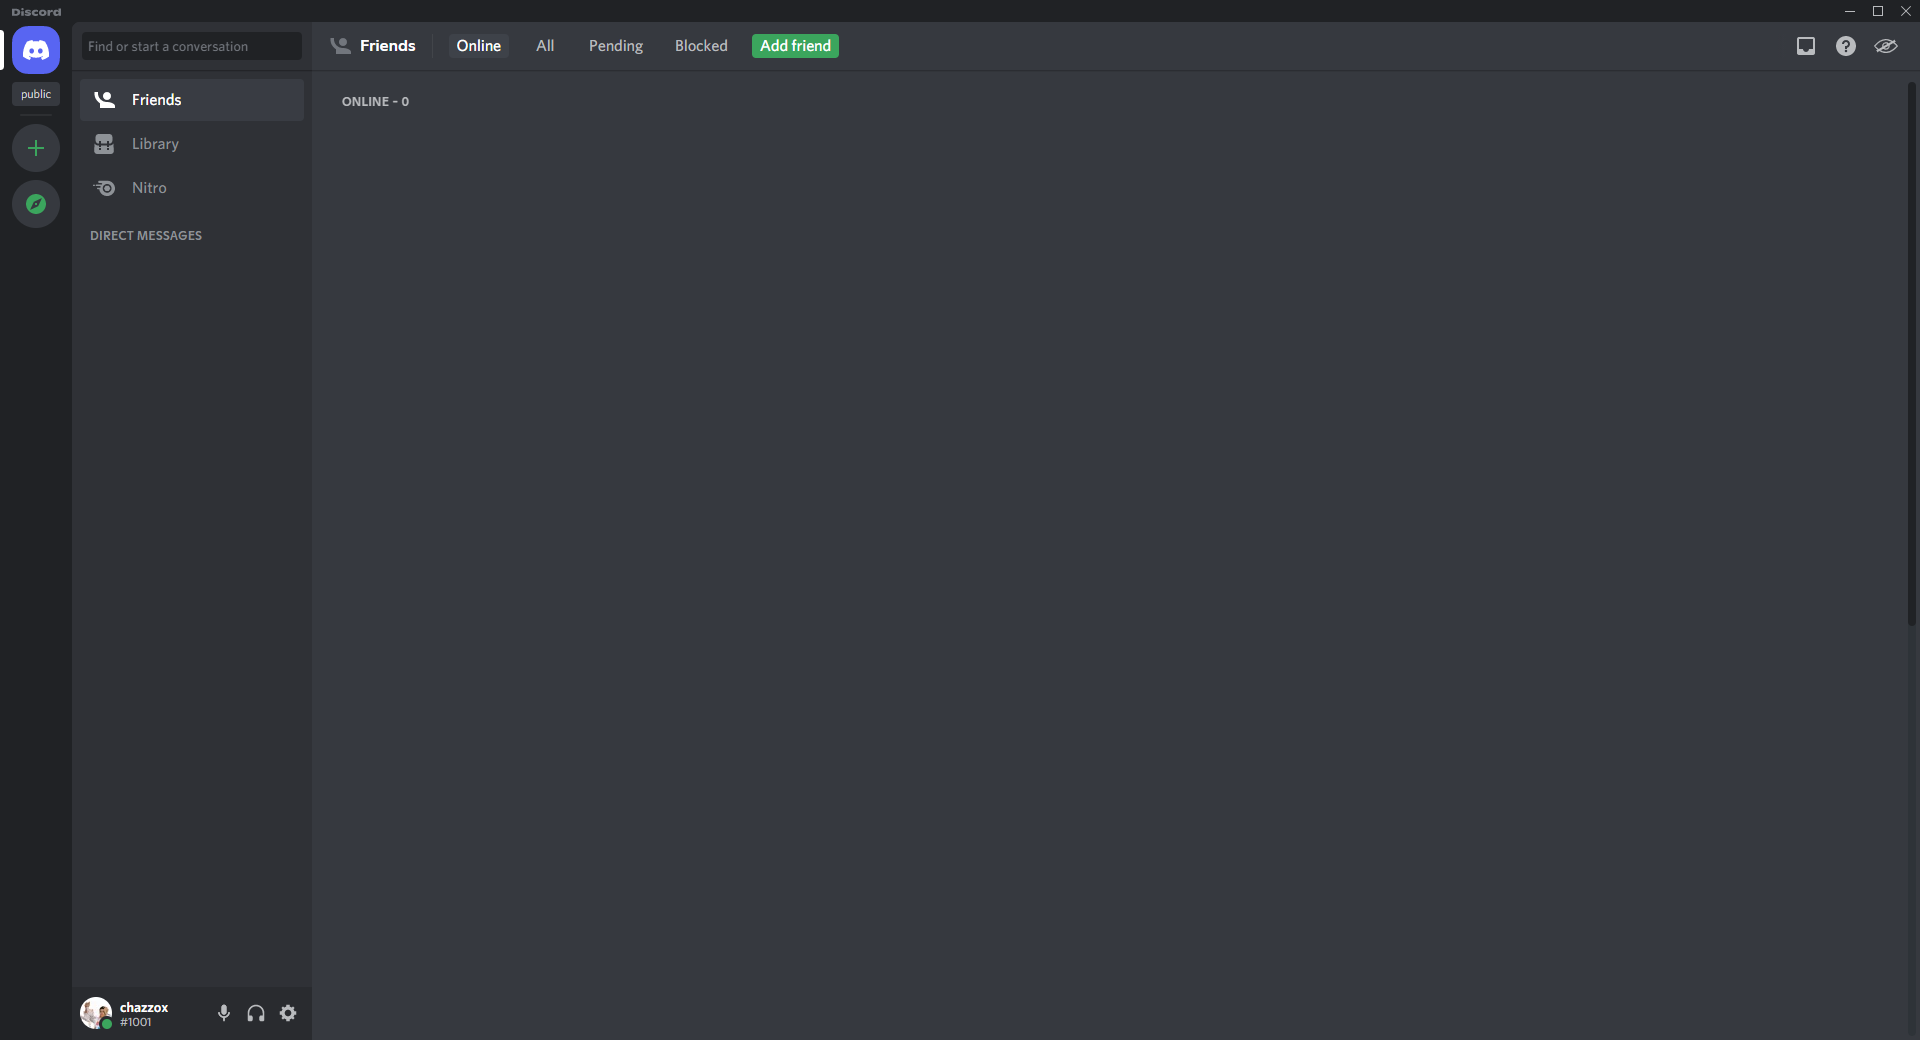 Discord
Find or start a conversation
Friends
Online
All
Pending
Blocked
Add friend
public
Friends
Library
Nitro
DIRECT MESSAGES
ONLINE - 0
chazzox
#1001